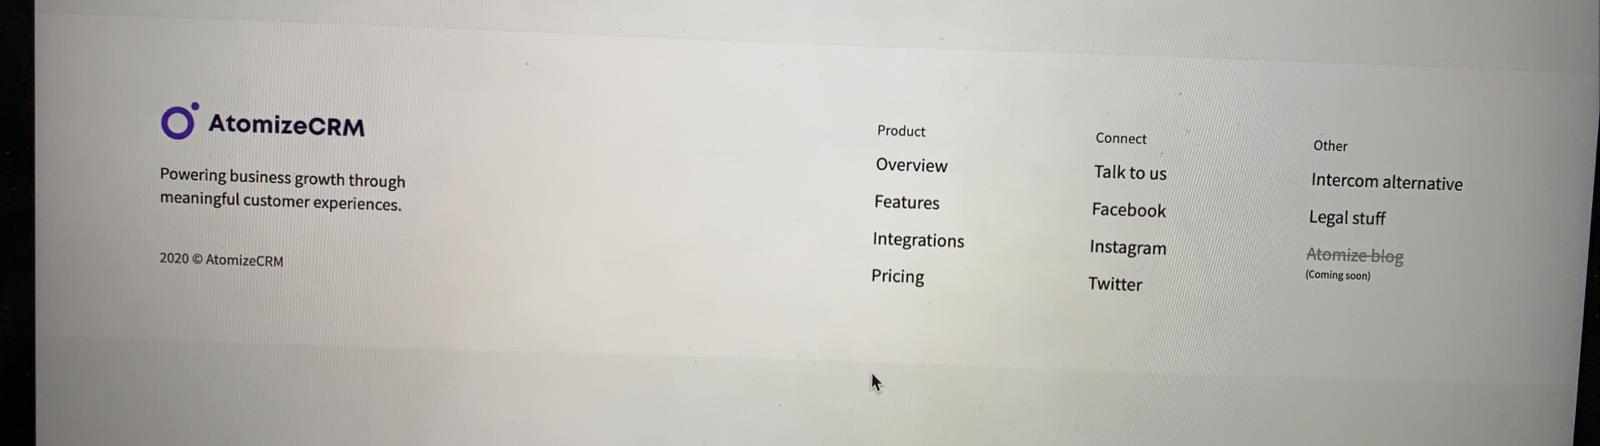 AtomizeCRM
Powering business growth through
meaningful customer experiences.
2020 © AtomizeCRM
Product
Overview
Features
Integrations
Pricing
Connect
Talk to us
Facebook
Instagram
Twitter
Other
Intercom alternative
Legal stuff
Atomize blog
(Coming soon)